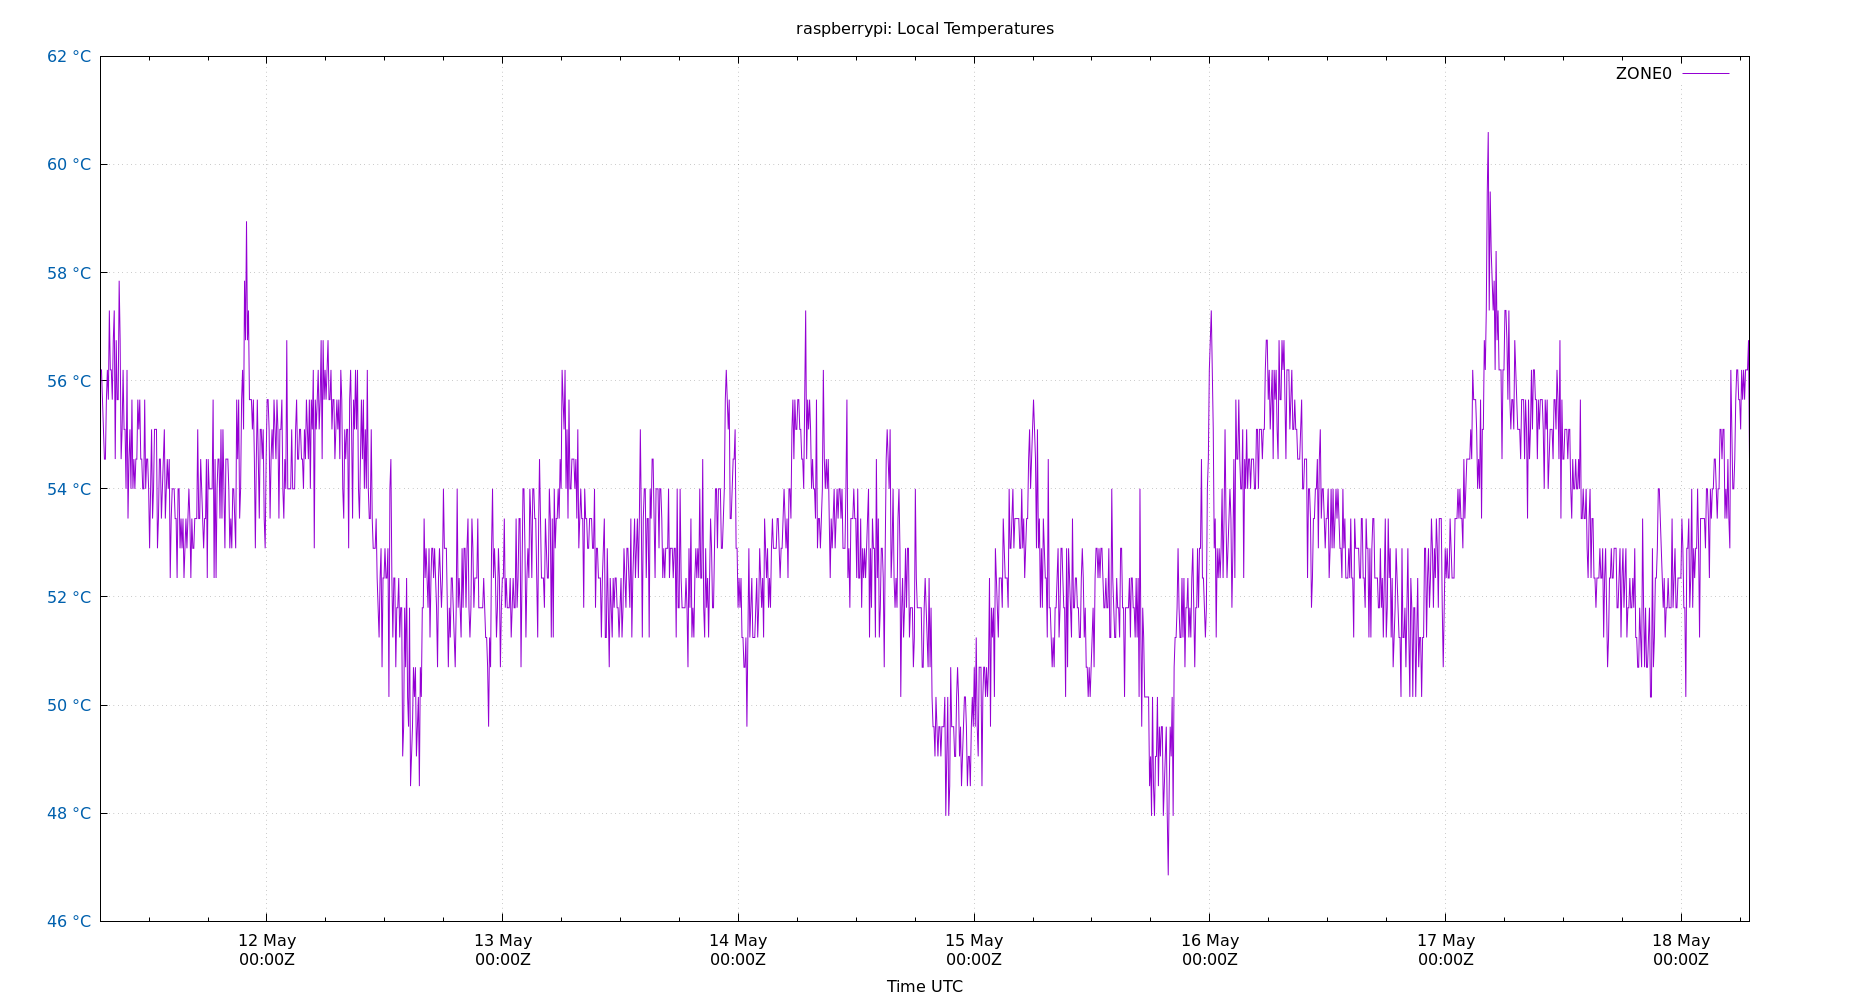 raspberrypi: Local Temperatures
62 °C
ZONE0
60 °C
58 °C
56 °C
54 °C
52 °C
50 °C
48 °C
46 °C
12 May 13 May 14 May 15 May 16 May 17 May 18 May
00:00Z 00:00Z 00:00Z 00:00Z 00:00Z 00:00Z 00:00Z
Time UTC